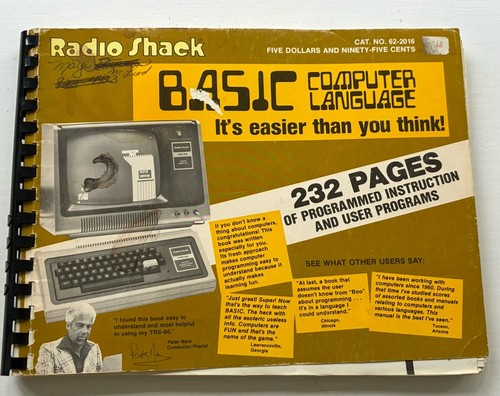 Radio Shack
CAT. NO. 62-2016
FIVE DOLLARS AND NINETY-FIVE CENTS
BASIC COMPUTER
LANGUAGE
It's easier than you think!
232 PAGES
OF PROGRAMMED INSTRUCTION
AND USER PROGRAMS
If you don't know a
thing about computers,
congratulations! This
book was written
especially for you.
Its fresh approach
makes computer
programming easy to
understand because it
actually makes
learning fun.
SEE WHAT OTHER USERS SAY:
"I found this book easy to
understand and most helpful
in using my TRS-80."
Peter Nero
Conductor/Pianist
"Just great! Super! Now
that's the way to teach
BASIC. The heck with
all the esoteric useless
info. Computers are
FUN and that's the
name of the game."
Lawrenceville,
Georgia
"At last, a book that
assumes the user
doesn't know from "Boo"
about programming . . .
It's in a language I
could understand."
Chicago,
Illinois
"I have been working with
computers since 1960. During
that time I've studied scores
of assorted books and manuals
relating to computers and
various languages. This
manual is the best I've seen."
Tucson,
Arizona